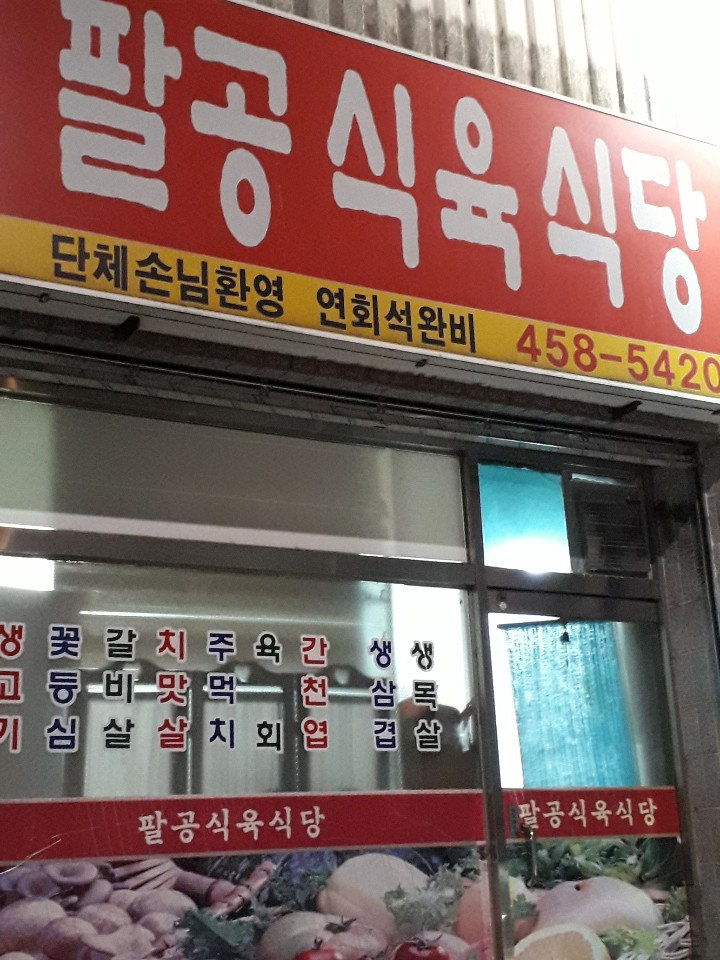 팔공식육식당
단체손님환영 연회석완비 458-5420
생고기
꽃등심
갈비살
치맛살
주먹치
육회
간천엽
생삼겹
생목살
팔공식육식당
팔공식육식당